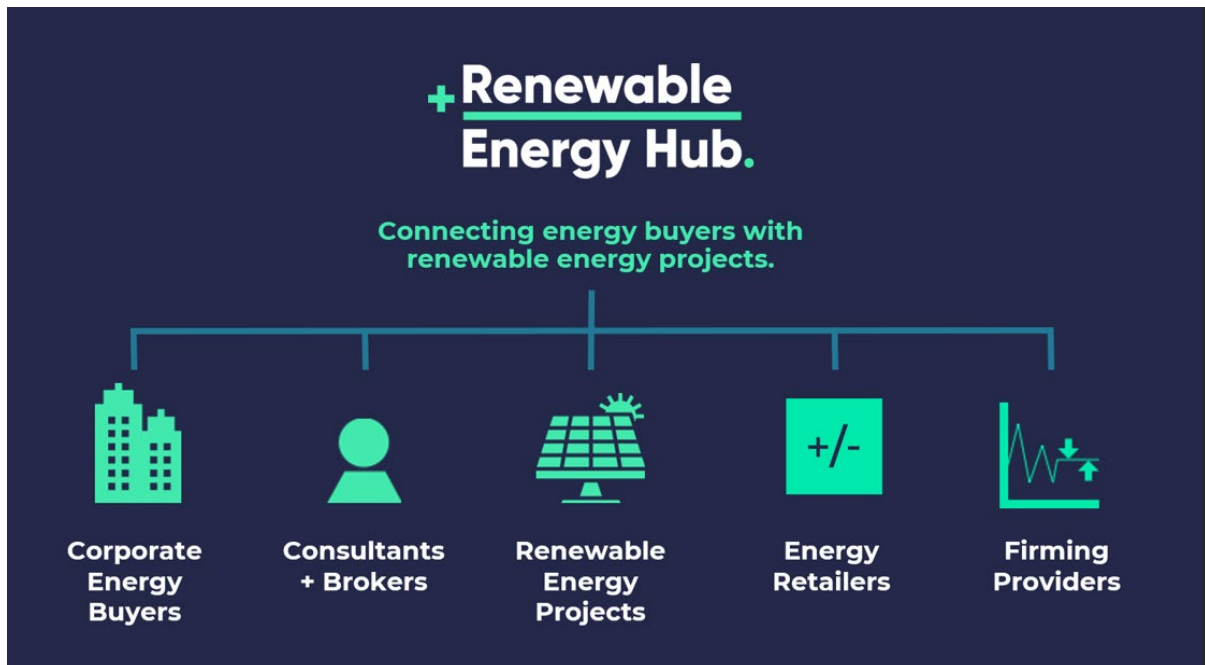 +Renewable
Energy Hub.
Connecting energy buyers with
renewable energy projects.
+/-
Corporate
Energy
Buyers
Consultants
+ Brokers
Renewable
Energy
Projects
Energy
Retailers
Firming
Providers